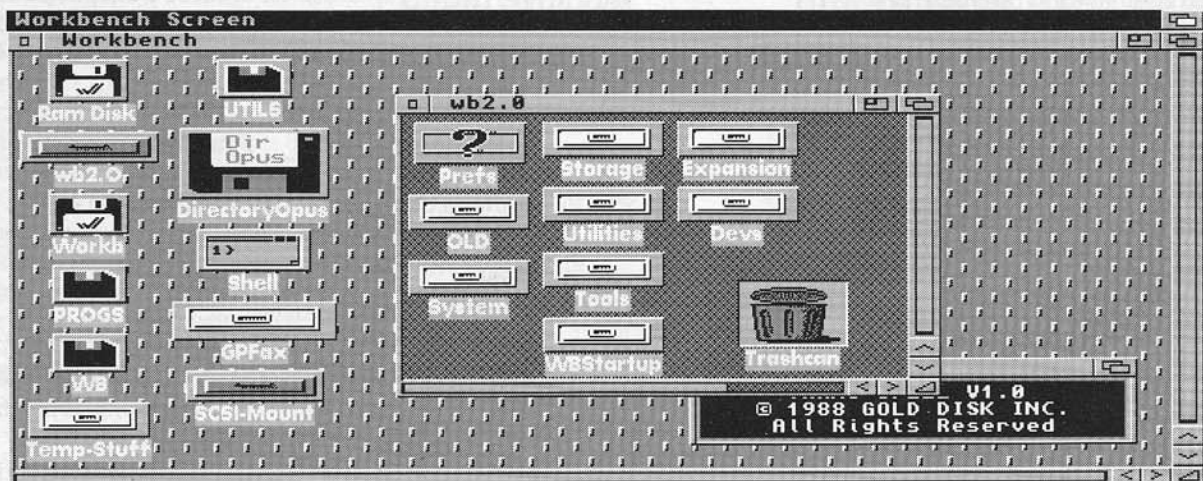 Workbench Screen
Workbench
Ram Disk
UTILS
wb2.0
Dir
Opus
DirectoryOpus
Workb
1>
Shell
PROGS
GPFax
WB
SCSI-Mount
Temp-Stuff
wb2.0
?
Prefs
Storage
Expansion
OLD
Utilities
Devs
System
Tools
WBStartup
Trashcan
V1.0
© 1988 GOLD DISK INC.
All Rights Reserved